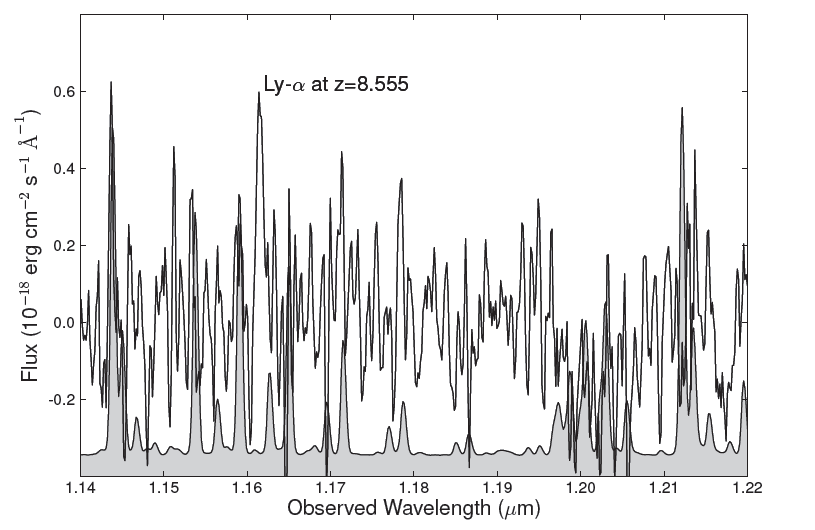 Ly-α at z=8.555
0.6
0.4
0.2
0.0
-0.2
Flux (10⁻¹⁸ erg cm⁻² s⁻¹ Å⁻¹)
1.14 1.15 1.16 1.17 1.18 1.19 1.20 1.21 1.22
Observed Wavelength (μm)